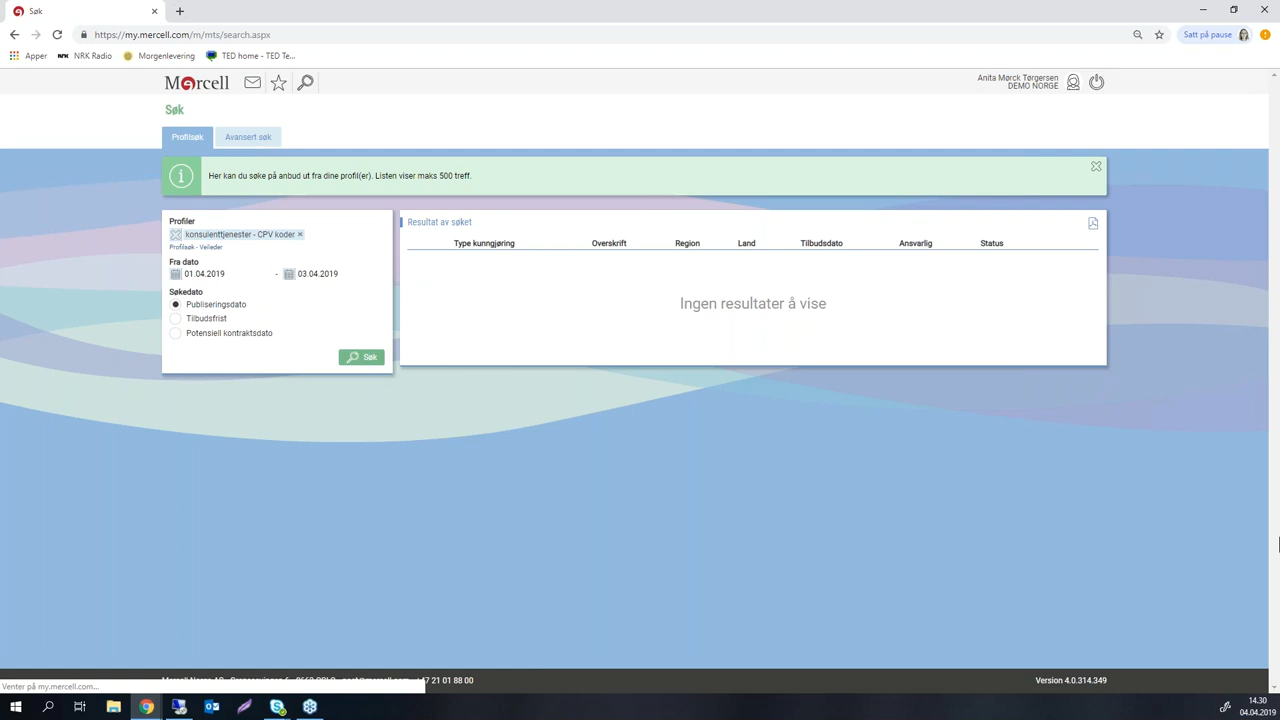 Søk
https://my.mercell.com/m/mts/search.aspx
Satt på pause
Apper
NRK Radio
Morgenlevering
TED home - TED Te...
Mercell
Anita Mørck Tørgersen
DEMO NORGE
Søk
Profilsøk
Avansert søk
Her kan du søke på anbud ut fra dine profil(er). Listen viser maks 500 treff.
Profiler
konsulenttjenester - CPV koder ×
Profilsøk - Veileder
Fra dato
01.04.2019 - 03.04.2019
Søkedato
Publiseringsdato
Tilbudsfrist
Potensiell kontraktsdato
Søk
Resultat av søket
Type kunngjøring Overskrift Region Land Tilbudsdato Ansvarlig Status
Ingen resultater å vise
47 21 01 88 00
Version 4.0.314.349
Venter på my.mercell.com...
14.30
04.04.2019